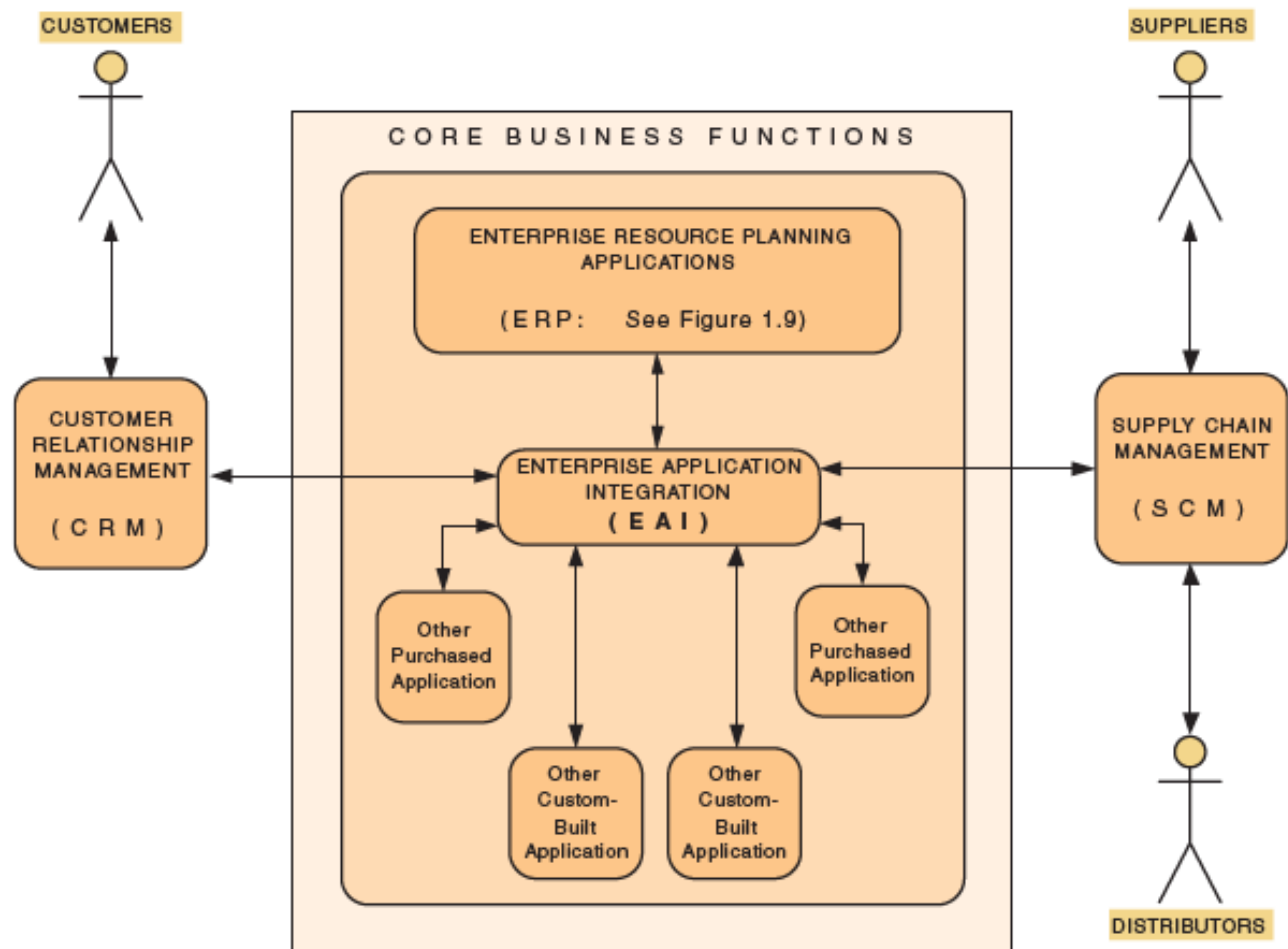 CUSTOMERS
SUPPLIERS
CORE BUSINESS FUNCTIONS
ENTERPRISE RESOURCE PLANNING
APPLICATIONS
(ERP: See Figure 1.9)
CUSTOMER
RELATIONSHIP
MANAGEMENT
(CRM)
ENTERPRISE APPLICATION
INTEGRATION
(EAI)
SUPPLY CHAIN
MANAGEMENT
(SCM)
Other
Purchased
Application
Other
Purchased
Application
Other
Custom-
Built
Application
Other
Custom-
Built
Application
DISTRIBUTORS